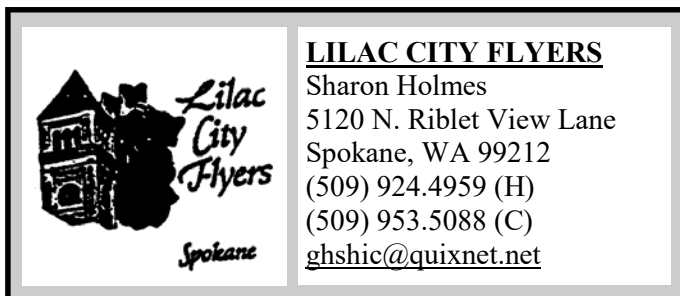 Lilac
City
Flyers
Spokane
LILAC CITY FLYERS
Sharon Holmes
5120 N. Riblet View Lane
Spokane, WA 99212
(509) 924.4959 (H)
(509) 953.5088 (C)
ghshic@quixnet.net